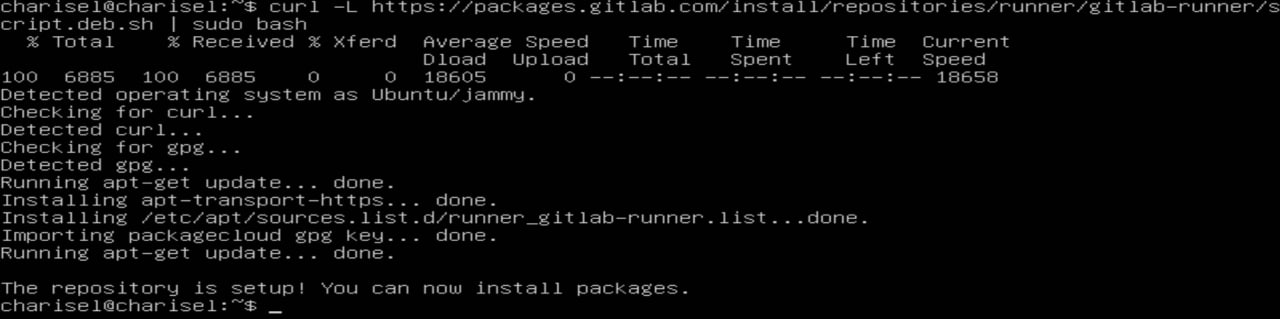 charisel@charisel:~$ curl -L https://packages.gitlab.com/install/repositories/runner/gitlab-runner/s
cript.deb.sh | sudo bash
  % Total    % Received % Xferd  Average Speed   Time    Time     Time  Current
                                 Dload  Upload   Total   Spent    Left  Speed
100  6885  100  6885    0     0  18605      0 --:--:-- --:--:-- --:--:-- 18658
Detected operating system as Ubuntu/jammy.
Checking for curl...
Detected curl...
Checking for gpg...
Detected gpg...
Running apt-get update... done.
Installing apt-transport-https... done.
Installing /etc/apt/sources.list.d/runner_gitlab-runner.list...done.
Importing packagecloud gpg key... done.
Running apt-get update... done.

The repository is setup! You can now install packages.
charisel@charisel:~$ _